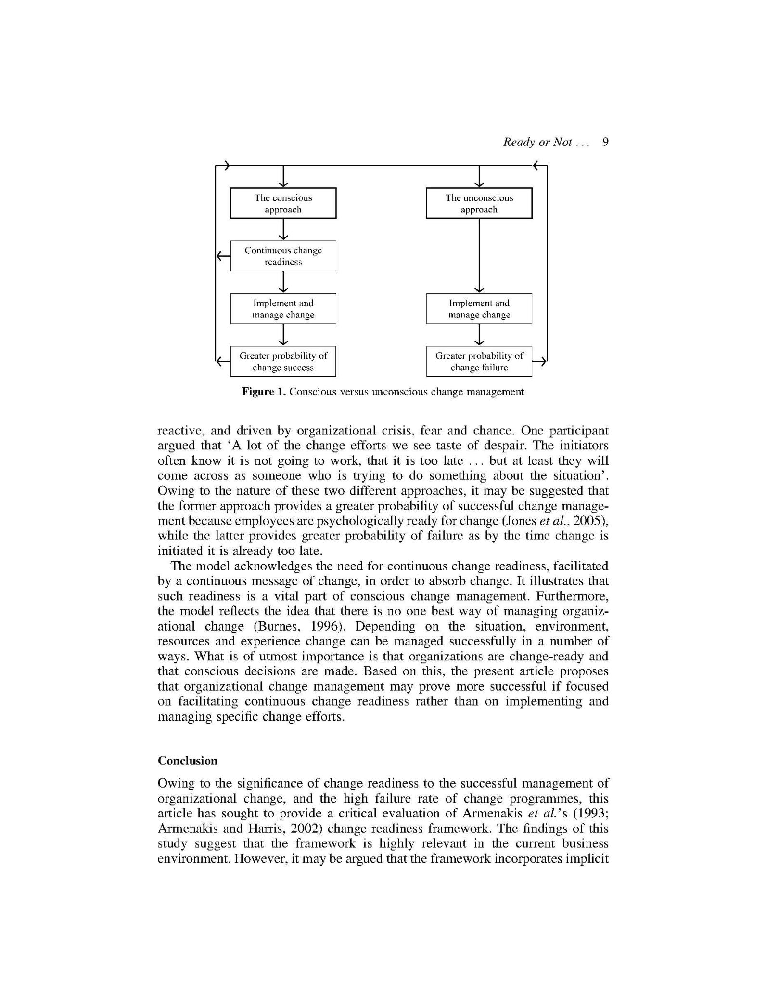 Ready or Not . . . 9
The conscious
approach
The unconscious
approach
Continuous change
readiness
Implement and
manage change
Implement and
manage change
Greater probability of
change success
Greater probability of
change failure
Figure 1. Conscious versus unconscious change management
reactive, and driven by organizational crisis, fear and chance. One participant
argued that ‘A lot of the change efforts we see taste of despair. The initiators
often know it is not going to work, that it is too late . . . but at least they will
come across as someone who is trying to do something about the situation’.
Owing to the nature of these two different approaches, it may be suggested that
the former approach provides a greater probability of successful change manage-
ment because employees are psychologically ready for change (Jones et al., 2005),
while the latter provides greater probability of failure as by the time change is
initiated it is already too late.
The model acknowledges the need for continuous change readiness, facilitated
by a continuous message of change, in order to absorb change. It illustrates that
such readiness is a vital part of conscious change management. Furthermore,
the model reflects the idea that there is no one best way of managing organiz-
ational change (Burnes, 1996). Depending on the situation, environment,
resources and experience change can be managed successfully in a number of
ways. What is of utmost importance is that organizations are change-ready and
that conscious decisions are made. Based on this, the present article proposes
that organizational change management may prove more successful if focused
on facilitating continuous change readiness rather than on implementing and
managing specific change efforts.
Conclusion
Owing to the significance of change readiness to the successful management of
organizational change, and the high failure rate of change programmes, this
article has sought to provide a critical evaluation of Armenakis et al.’s (1993;
Armenakis and Harris, 2002) change readiness framework. The findings of this
study suggest that the framework is highly relevant in the current business
environment. However, it may be argued that the framework incorporates implicit